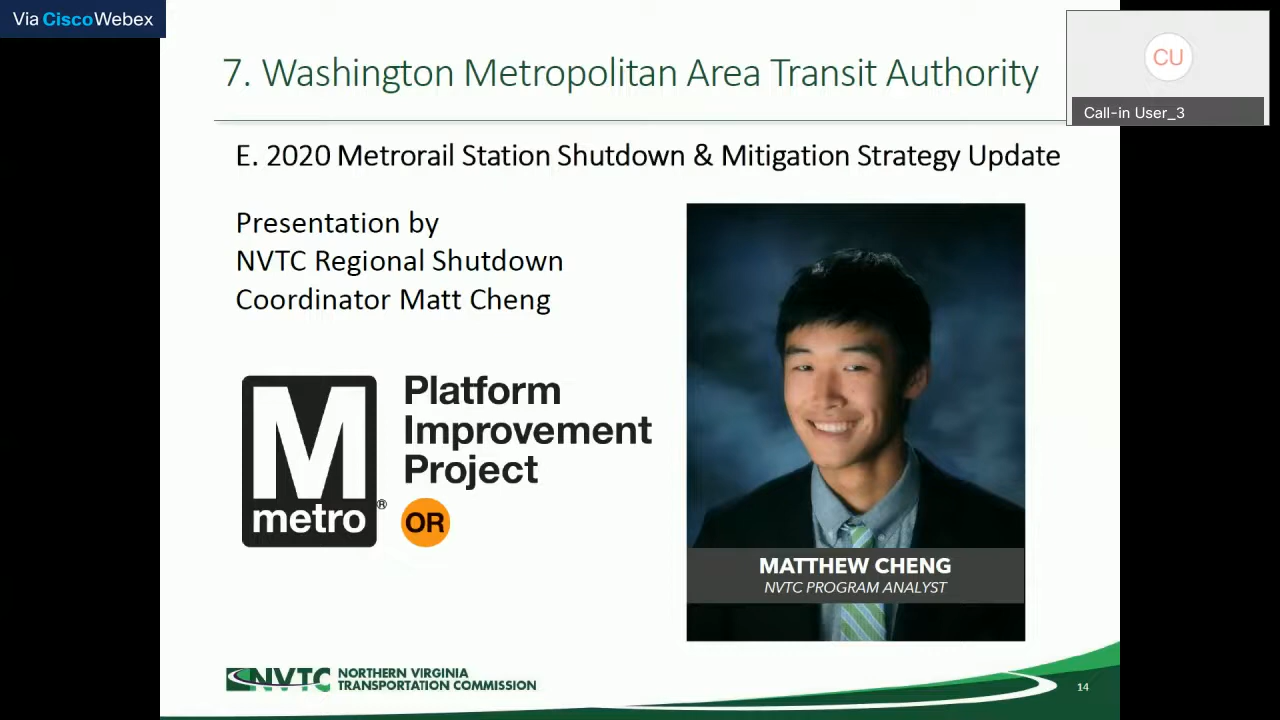 Via CiscoWebex
7. Washington Metropolitan Area Transit Authority
CU
Call-in User_3
E. 2020 Metrorail Station Shutdown & Mitigation Strategy Update
Presentation by
NVTC Regional Shutdown
Coordinator Matt Cheng
M
metro®
Platform
Improvement
Project
OR
MATTHEW CHENG
NVTC PROGRAM ANALYST
NVTC
NORTHERN VIRGINIA
TRANSPORTATION COMMISSION
14